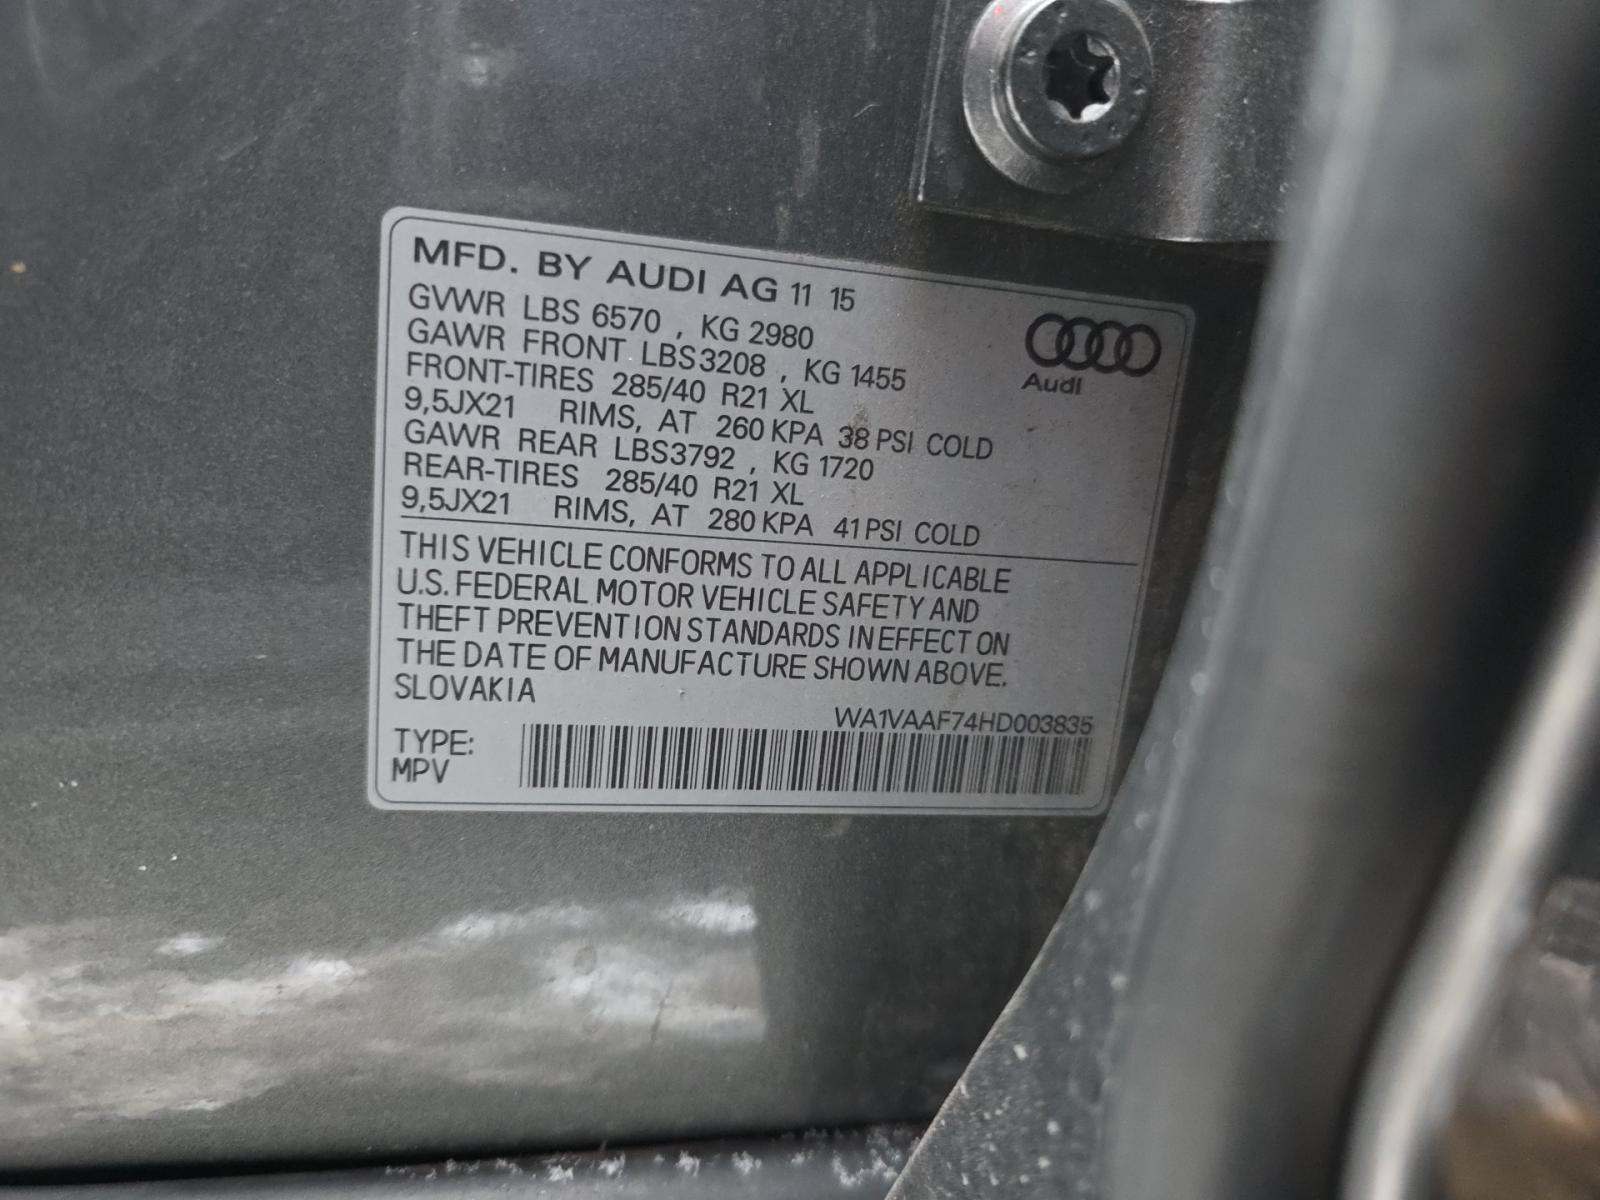 MFD. BY AUDI AG 11 15
GVWR LBS 6570 , KG 2980
GAWR FRONT LBS3208 , KG 1455
FRONT-TIRES 285/40 R21 XL
9,5JX21 RIMS, AT 260 KPA 38 PSI COLD
GAWR REAR LBS3792 , KG 1720
REAR-TIRES 285/40 R21 XL
9,5JX21 RIMS, AT 280 KPA 41 PSI COLD
Audi
THIS VEHICLE CONFORMS TO ALL APPLICABLE
U.S. FEDERAL MOTOR VEHICLE SAFETY AND
THEFT PREVENTION STANDARDS IN EFFECT ON
THE DATE OF MANUFACTURE SHOWN ABOVE.
SLOVAKIA
WA1VAAF74HD003835
TYPE:
MPV